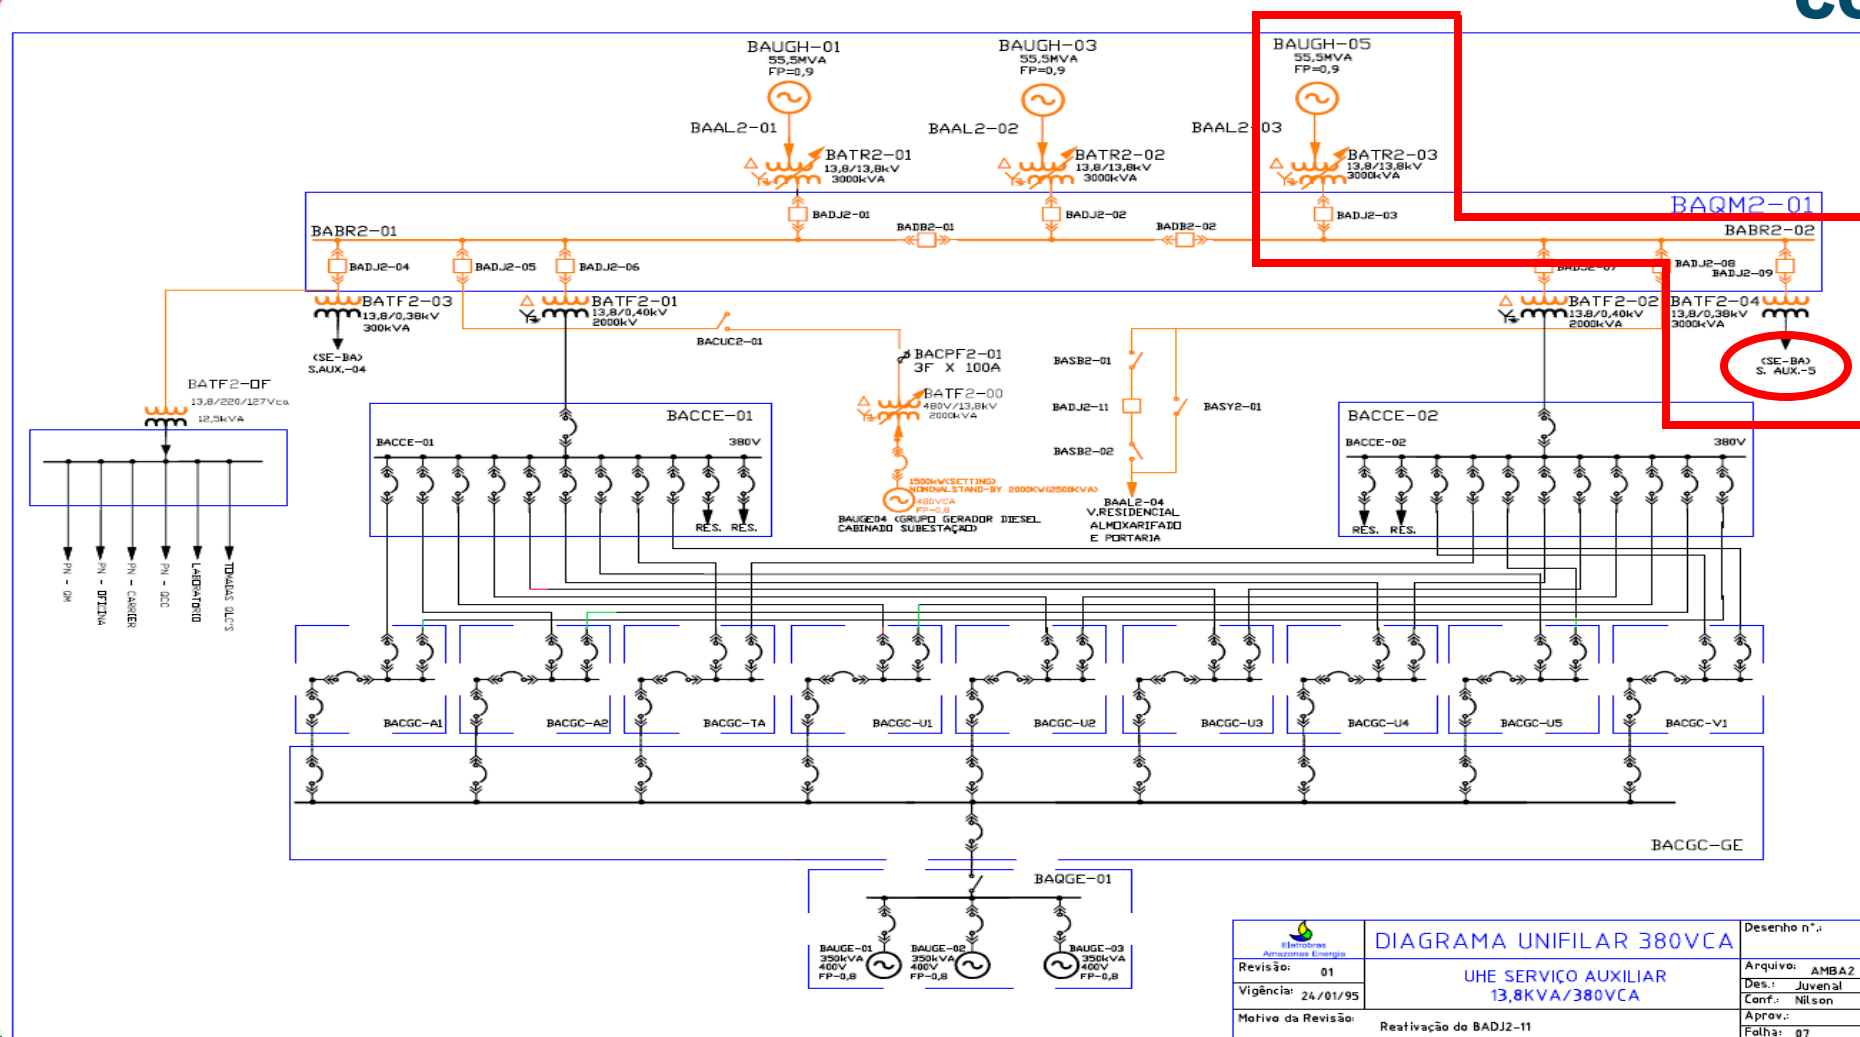 BAUGH-01
55,5MVA
FP=0,9
BAUGH-03
55,5MVA
FP=0,9
BAUGH-05
55,5MVA
FP=0,9
BAAL2-01
BAAL2-02
BAAL2-03
BATR2-01
13,8/13,8kV
3000kVA
BATR2-02
13,8/13,8kV
3000kVA
BATR2-03
13,8/13,8kV
3000kVA
BAQM2-01
BADJ2-01
BADJ2-02
BADJ2-03
BABR2-01
BADB2-01
BADB2-02
BABR2-02
BADJ2-04
BADJ2-05
BADJ2-06
BADJ2-07
BADJ2-08
BADJ2-09
BATF2-03
13,8/0,38kV
300kVA
BATF2-01
13,8/0,40kV
2000kV
BATF2-02
13.8/0,40kV
2000kVA
BATF2-04
13,8/0,38kV
3000kVA
BACUC2-01
(SE-BA)
S.AUX.-04
BACPF2-01
3F X 100A
BASB2-01
(SE-BA)
S. AUX.-5
BATF2-0F
13,8/220/127Vca
12,5kVA
BATF2-00
480V/13,8kV
2000kVA
BADJ2-11
BASY2-01
BACCE-01
BACCE-01
380V
BACCE-02
BACCE-02
380V
BASB2-02
1500kW(SETTING)
NOMINALSTAND-BY 2000KW(2500KVA)
480VCA
FP-0,8
BAUGE04 (GRUPO GERADOR DIESEL
CABINADO SUBESTAÇÃO)
BAAL2-04
V.RESIDENCIAL
ALMOXARIFADO
E PORTARIA
RES. RES.
RES. RES.
PN - QM
PN - OFICINA
PN - CARRIER
PN - QCC
LABORATORIO
TOMADAS QLC'S
BACGC-A1
BACGC-A2
BACGC-TA
BACGC-U1
BACGC-U2
BACGC-U3
BACGC-U4
BACGC-U5
BACGC-V1
BACGC-GE
BAQGE-01
BAUGE-01
350kVA
400V
FP-0,8
BAUGE-02
350kVA
400V
FP-0,8
BAUGE-03
350kVA
400V
FP-0,8
Eletrobras
Amazonas Energia
DIAGRAMA UNIFILAR 380VCA
Desenho n°.:
Revisão: 01
Vigência: 24/01/95
UHE SERVIÇO AUXILIAR
13,8KVA/380VCA
Arquivo: AMBA2
Des.: Juvenal
Conf.: Nilson
Motivo da Revisão:
Reativação do BADJ2-11
Aprov.:
Folha: 07